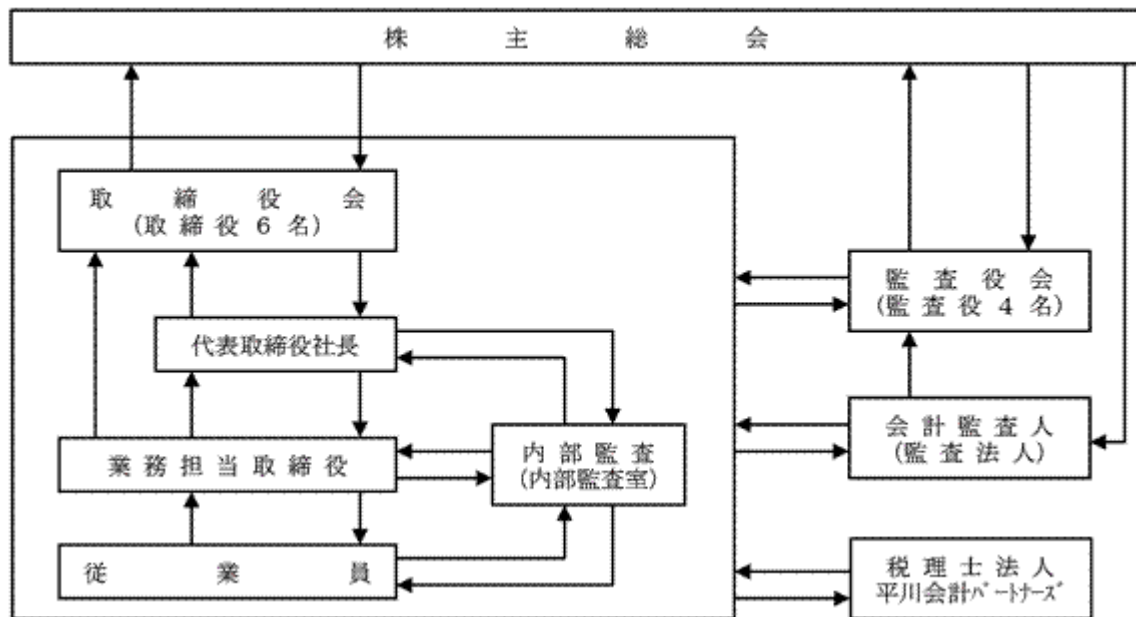 株主総会
取締役会
(取締役6名)
監査役会
(監査役4名)
代表取締役社長
会計監査人
(監査法人)
業務担当取締役
内部監査
(内部監査室)
従業員
税理士法人
平川会計ﾊﾟｰﾄﾅｰｽﾞ